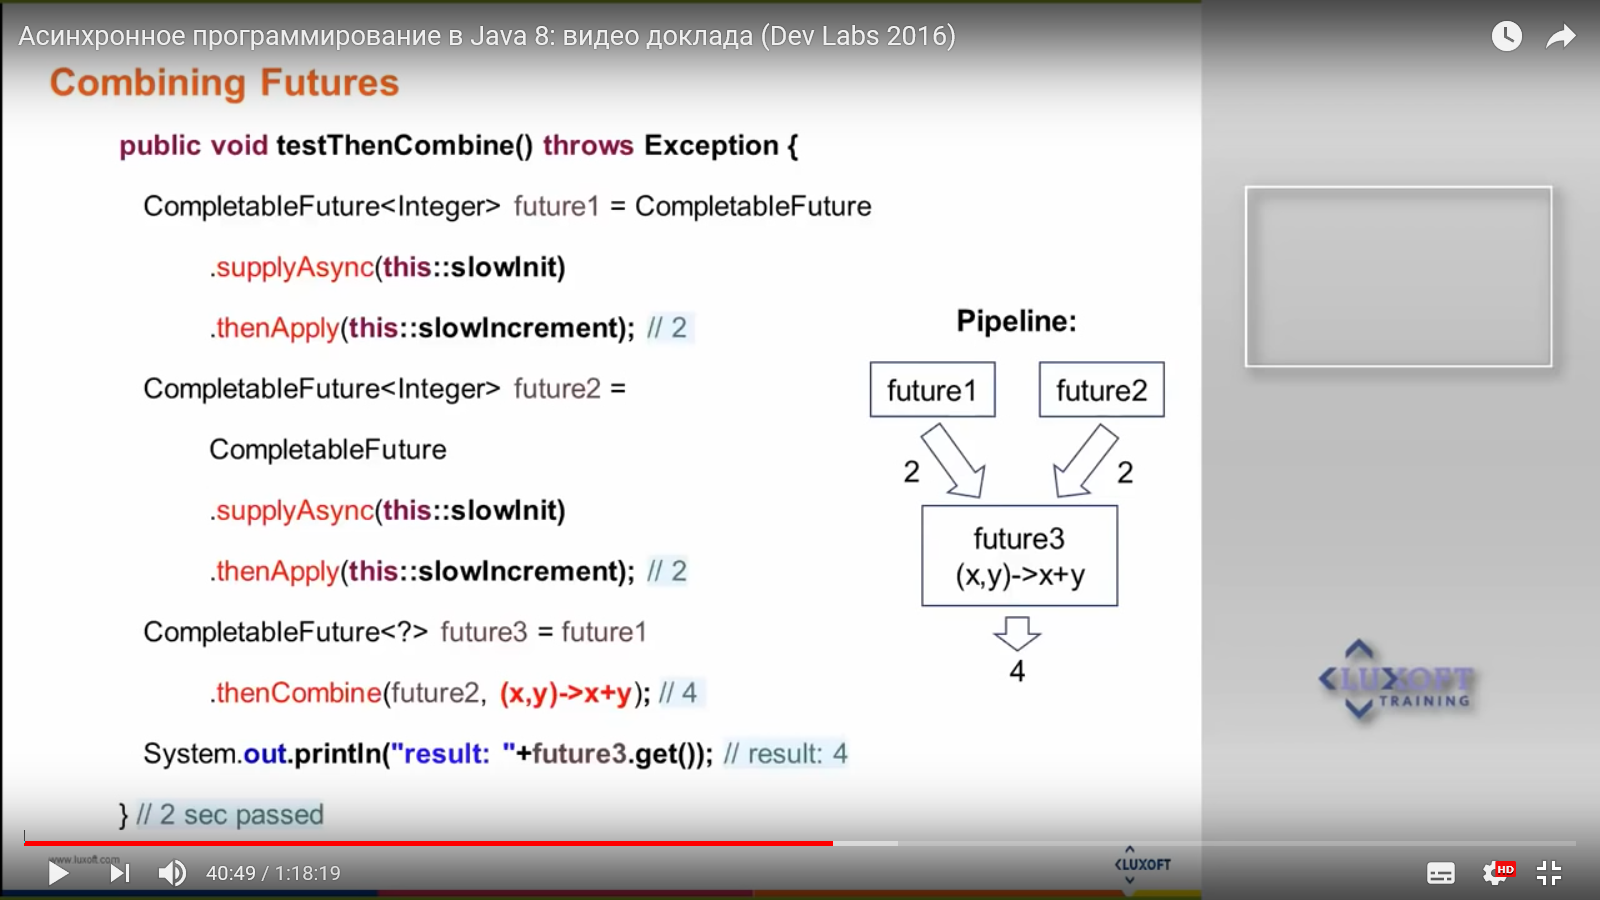 Асинхронное программирование в Java 8: видео доклада (Dev Labs 2016)
Combining Futures
public void testThenCombine() throws Exception {
CompletableFuture<Integer> future1 = CompletableFuture
.supplyAsync(this::slowInit)
.thenApply(this::slowIncrement); // 2
CompletableFuture<Integer> future2 =
CompletableFuture
.supplyAsync(this::slowInit)
.thenApply(this::slowIncrement); // 2
CompletableFuture<?> future3 = future1
.thenCombine(future2, (x,y)->x+y); // 4
System.out.println("result: "+future3.get()); // result: 4
} // 2 sec passed
Pipeline:
future1 future2
2 2
future3
(x,y)->x+y
4
LUXOFT
TRAINING
www.luxoft.com
LUXOFT
40:49 / 1:18:19
HD